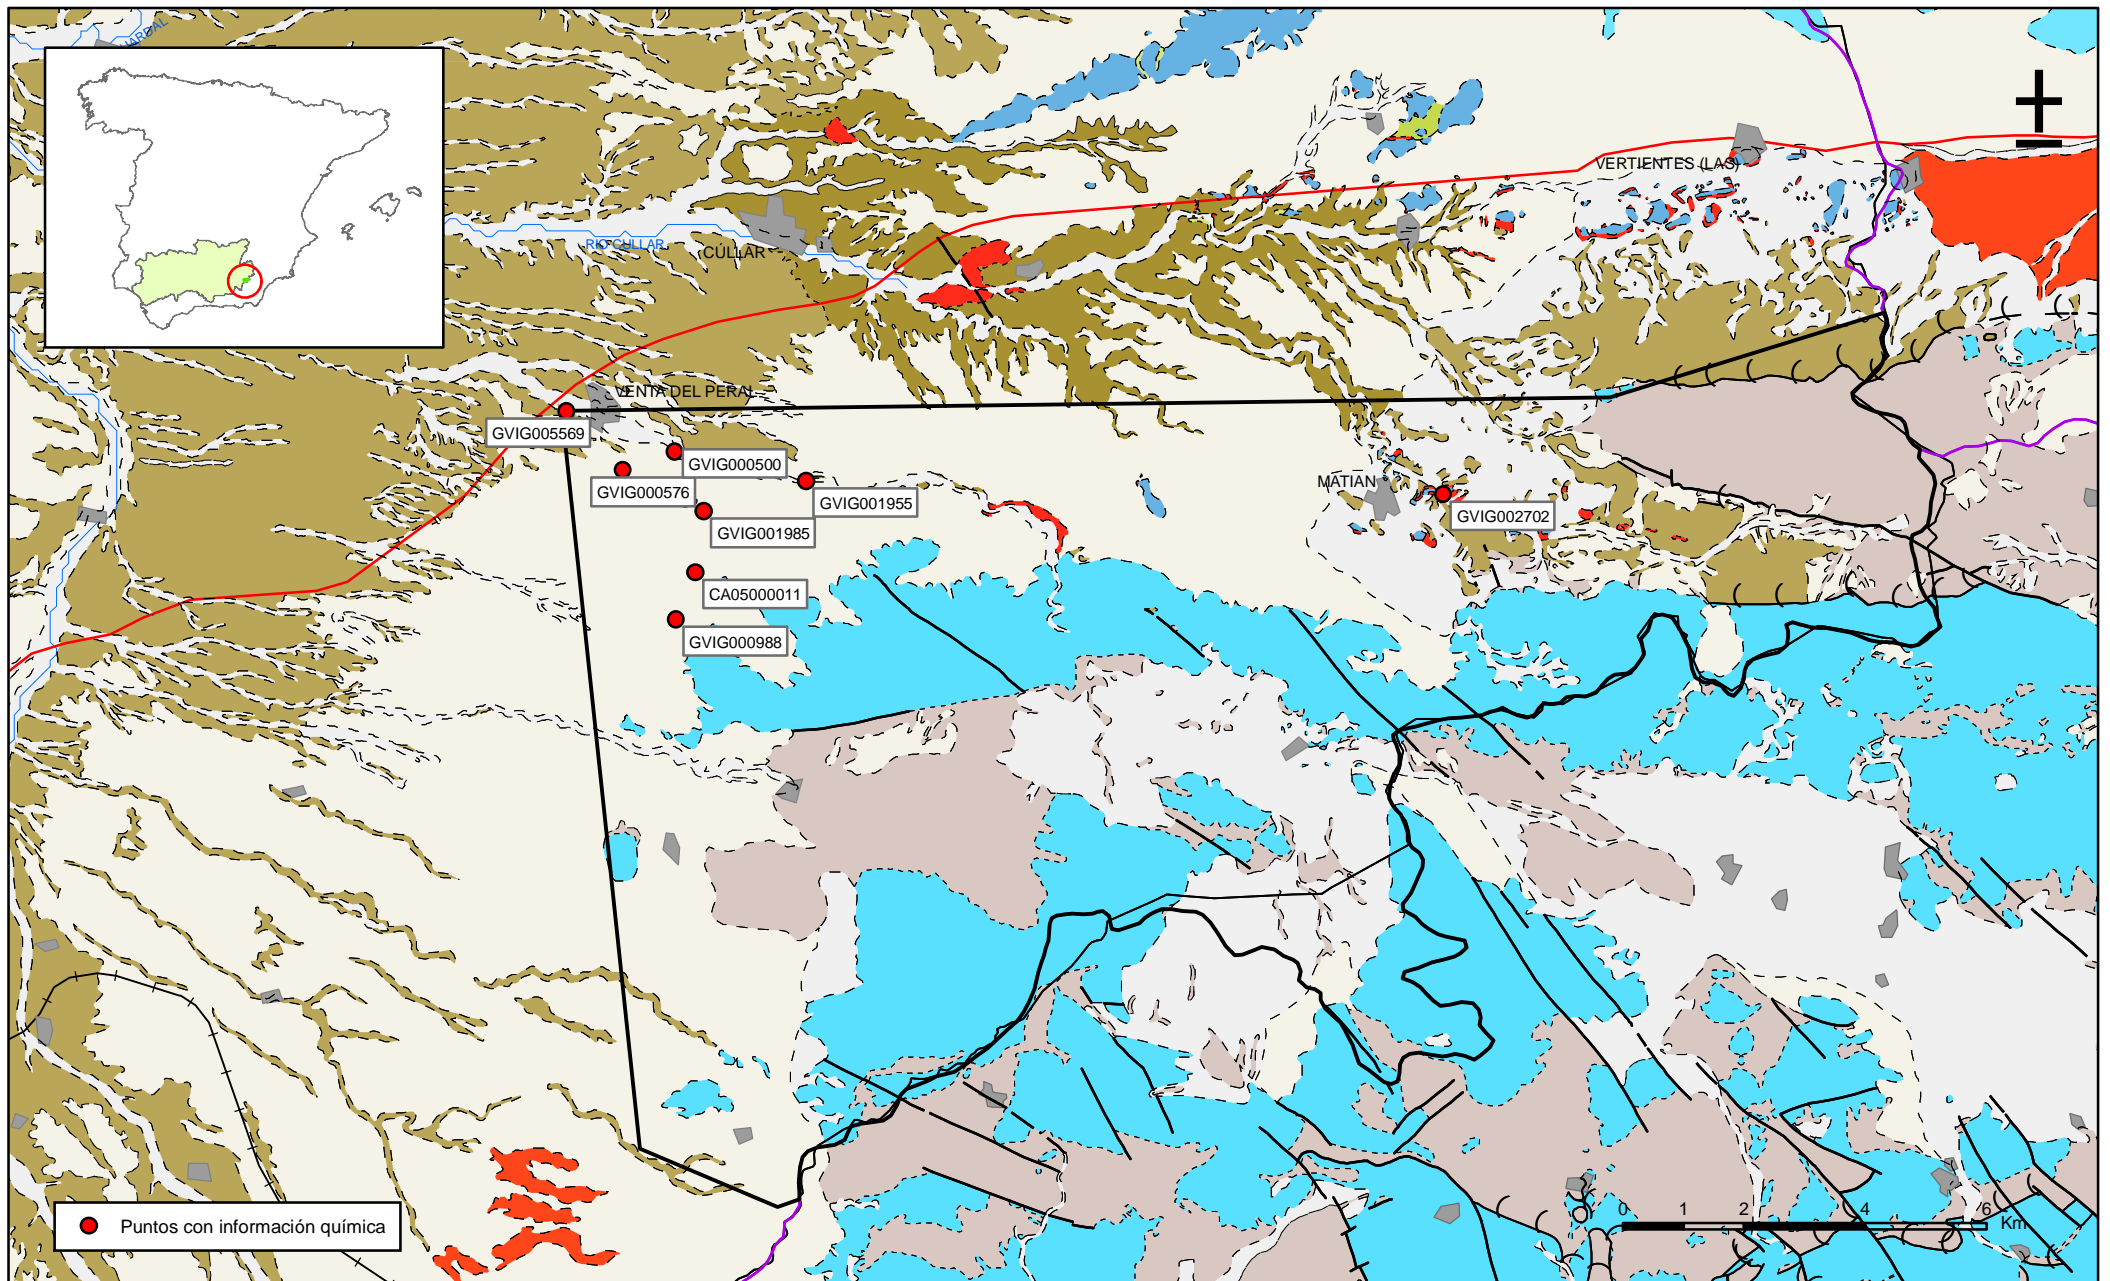 VERTIENTES (LAS)
RIO CULLAR
CÚLLAR
VENTA DEL PERAL
GVIG005569
GVIG000500
GVIG000576
GVIG001955
MATIAN
GVIG002702
GVIG001985
CA05000011
GVIG000988
Puntos con información química
0 1 2 4 6
Km